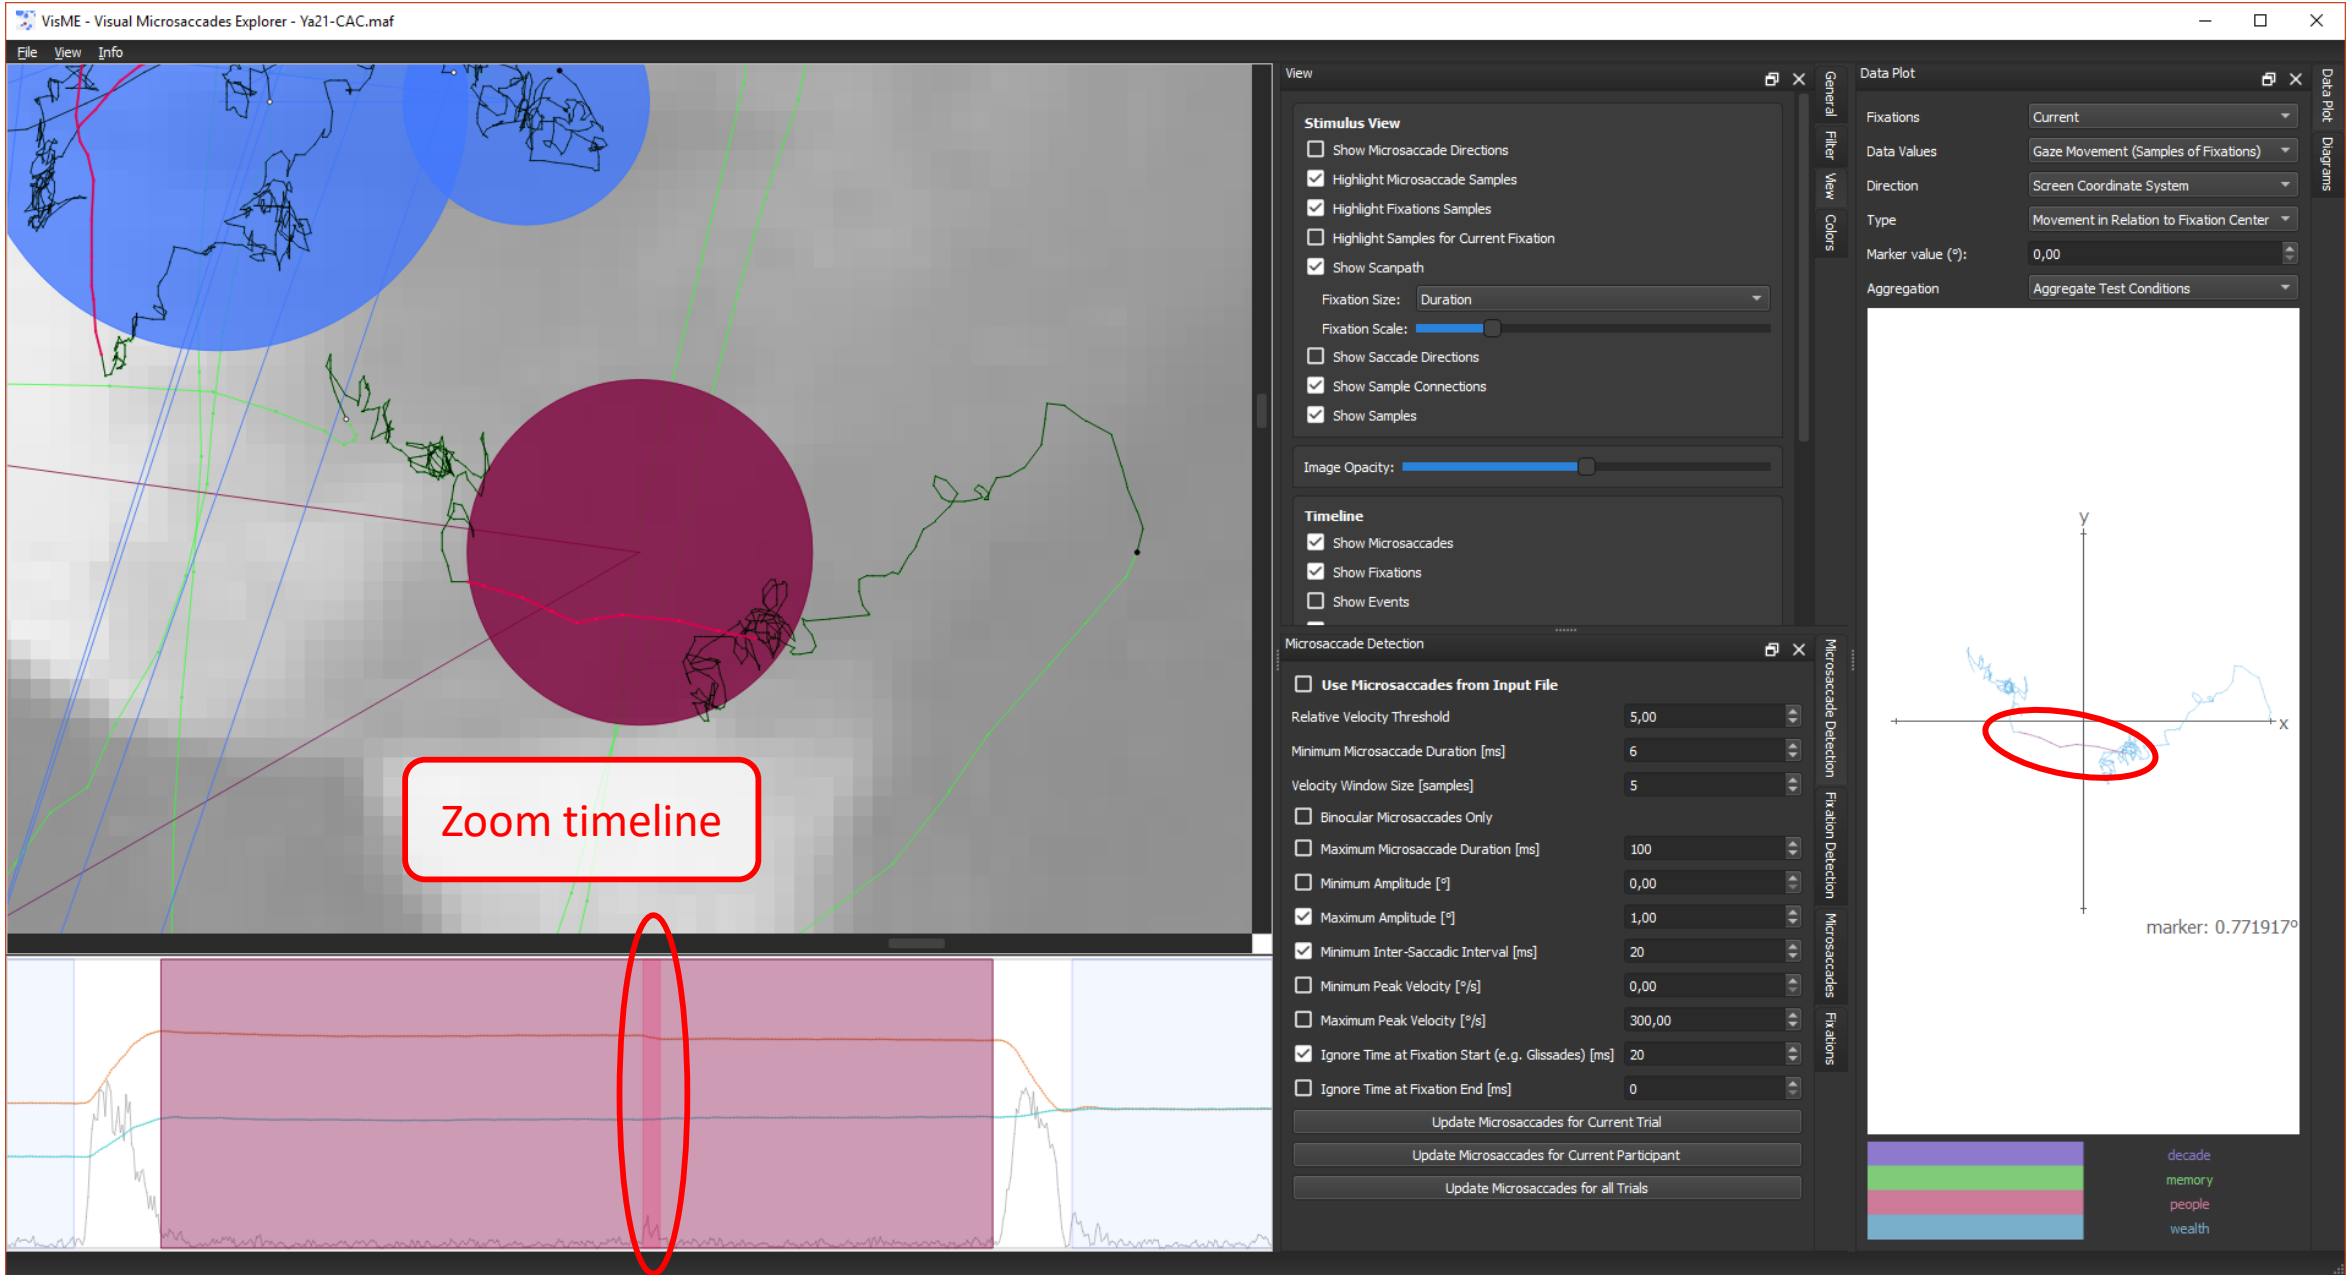 VisME - Visual Microsaccades Explorer - Ya21-CAC.maf
File View Info
Zoom timeline
View
Stimulus View
Show Microsaccade Directions
Highlight Microsaccade Samples
Highlight Fixations Samples
Highlight Samples for Current Fixation
Show Scanpath
Fixation Size: Duration
Fixation Scale:
Show Saccade Directions
Show Sample Connections
Show Samples
Image Opacity:
Timeline
Show Microsaccades
Show Fixations
Show Events
General
Filter
View
Colors
Microsaccade Detection
Use Microsaccades from Input File
Relative Velocity Threshold 5,00
Minimum Microsaccade Duration [ms] 6
Velocity Window Size [samples] 5
Binocular Microsaccades Only
Maximum Microsaccade Duration [ms] 100
Minimum Amplitude [°] 0,00
Maximum Amplitude [°] 1,00
Minimum Inter-Saccadic Interval [ms] 20
Minimum Peak Velocity [°/s] 0,00
Maximum Peak Velocity [°/s] 300,00
Ignore Time at Fixation Start (e.g. Glissades) [ms] 20
Ignore Time at Fixation End [ms] 0
Update Microsaccades for Current Trial
Update Microsaccades for Current Participant
Update Microsaccades for all Trials
Microsaccade Detection
Fixation Detection
Microsaccades
Fixations
Data Plot
Fixations Current
Data Values Gaze Movement (Samples of Fixations)
Direction Screen Coordinate System
Type Movement in Relation to Fixation Center
Marker value (°): 0,00
Aggregation Aggregate Test Conditions
y
x
marker: 0.771917°
decade
memory
people
wealth
Data Plot
Diagrams